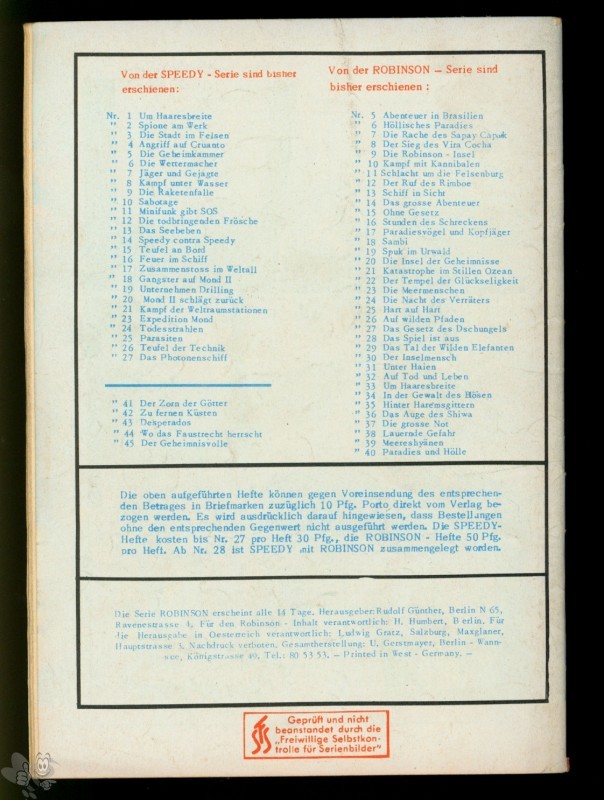 Von der SPEEDY - Serie sind bisher
erschienen:
Nr. 1 Um Haaresbreite
" 2 Spione am Werk
" 3 Die Stadt im Felsen
" 4 Angriff auf Cruanto
" 5 Die Geheimkammer
" 6 Die Wettermacher
" 7 Jäger und Gejagte
" 8 Kampf unter Wasser
" 9 Die Raketenfalle
" 10 Sabotage
" 11 Minifunk gibt SOS
" 12 Die todbringenden Frösche
" 13 Das Seebeben
" 14 Speedy contra Speedy
" 15 Teufel an Bord
" 16 Feuer im Schiff
" 17 Zusammenstoss im Weltall
" 18 Gangster auf Mond II
" 19 Unternehmen Drilling
" 20 Mond II schlägt zurück
" 21 Kampf der Weltraumstationen
" 23 Expedition Mond
" 24 Todesstrahlen
" 25 Parasiten
" 26 Teufel der Technik
" 27 Das Photonenschiff
" 41 Der Zorn der Götter
" 42 Zu fernen Küsten
" 43 Desperados
" 44 Wo das Faustrecht herrscht
" 45 Der Geheimnisvolle
Von der ROBINSON — Serie sind
bisher erschienen :
Nr. 5 Abenteuer in Brasilien
" 6 Höllisches Paradies
" 7 Die Rache des Sapay Capak
" 8 Der Sieg des Vira Cocha
" 9 Die Robinson - Insel
" 10 Kampf mit Kannibalen
" 11 Schlacht um die Felsenburg
" 12 Der Ruf des Rimboe
" 13 Schiff in Sicht
" 14 Das grosse Abenteuer
" 15 Ohne Gesetz
" 16 Stunden des Schreckens
" 17 Paradiesvögel und Kopfjäger
" 18 Sambi
" 19 Spuk im Urwald
" 20 Die Insel der Geheimnisse
" 21 Katastrophe im Stillen Ozean
" 22 Der Tempel der Glückseligkeit
" 23 Die Meermenschen
" 24 Die Nacht des Verräters
" 25 Hart auf Hart
" 26 Auf wilden Pfaden
" 27 Das Gesetz des Dschungels
" 28 Das Spiel ist aus
" 29 Das Tal der Wilden Elefanten
" 30 Der Inselmensch
" 31 Unter Haien
" 32 Auf Tod und Leben
" 33 Um Haaresbreite
" 34 In der Gewalt des Bösen
" 35 Hinter Haremsgittern
" 36 Das Auge des Shiwa
" 37 Die grosse Not
" 38 Lauernde Gefahr
" 39 Meereshyänen
" 40 Paradies und Hölle
Die oben aufgeführten Hefte können gegen Voreinsendung des entsprechen-
den Betrages in Briefmarken zuzüglich 10 Pfg. Porto direkt vom Verlag be-
zogen werden. Es wird ausdrücklich darauf hingewiesen, dass Bestellungen
ohne den entsprechenden Gegenwert nicht ausgeführt werden. Die SPEEDY-
Hefte kosten bis Nr. 27 pro Heft 30 Pfg., die ROBINSON - Hefte 50 Pfg.
pro Heft. Ab Nr. 28 ist SPEEDY mit ROBINSON zusammengelegt worden.
Die Serie ROBINSON erscheint alle 14 Tage. Herausgeber: Rudolf Günther, Berlin N 65,
Ravenestrasse 4, Für den Robinson - Inhalt verantwortlich: H. Humbert, Berlin. Für
die Herausgabe in Oesterreich verantwortlich: Ludwig Gratz, Salzburg, Maxglaner,
Hauptstrasse 3. Nachdruck verboten. Gesamtherstellung: U. Gerstmayer, Berlin - Wann-
see, Königstrasse 49. Tel.: 80 53 53. — Printed in West - Germany. —
FSS
Geprüft und nicht
beanstandet durch die
„Freiwillige Selbstkon-
trolle für Serienbilder"